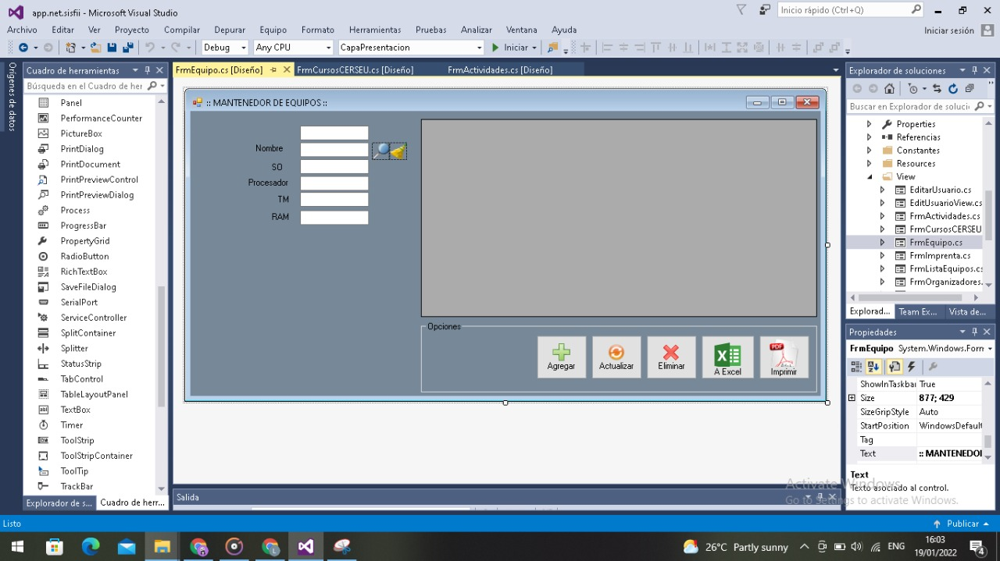 app.net.sisfii - Microsoft Visual Studio
Inicio rápido (Ctrl+Q)
Archivo Editar Ver Proyecto Compilar Depurar Equipo Formato Herramientas Pruebas Analizar Ventana Ayuda
Iniciar sesión
Debug Any CPU CapaPresentacion Iniciar
Orígenes de datos
Cuadro de herramientas
Búsqueda en el Cuadro de her
Panel
PerformanceCounter
PictureBox
PrintDialog
PrintDocument
PrintPreviewControl
PrintPreviewDialog
Process
ProgressBar
PropertyGrid
RadioButton
RichTextBox
SaveFileDialog
SerialPort
ServiceController
SplitContainer
Splitter
StatusStrip
TabControl
TableLayoutPanel
TextBox
Timer
ToolStrip
ToolStripContainer
ToolTip
TrackBar
Explorador de s... Cuadro de herr...
FrmEquipo.cs [Diseño] FrmCursosCERSEU.cs [Diseño] FrmActividades.cs [Diseño]
:: MANTENEDOR DE EQUIPOS ::
Nombre
SO
Procesador
TM
RAM
Opciones
Agregar Actualizar Eliminar A Excel PDF Imprimir
Salida
Explorador de soluciones
Buscar en Explorador de solucio
Properties
Referencias
Constantes
Resources
View
EditarUsuario.cs
EditUsuarioView.cs
FrmActividades.cs
FrmCursosCERSEU
FrmEquipo.cs
FrmImprenta.cs
FrmListaEquipos.cs
FrmOrganizadores.
Explorad... Team Ex... Vista de...
Propiedades
FrmEquipo System.Windows.Form
ShowInTaskbar True
Size 877; 429
SizeGripStyle Auto
StartPosition WindowsDefault
Tag
Text :: MANTENEDO
Text
Texto asociado al control.
Activate Windows
Go to Settings to activate Windows.
Listo
Publicar
26°C Partly sunny
ENG
16:03
19/01/2022
4